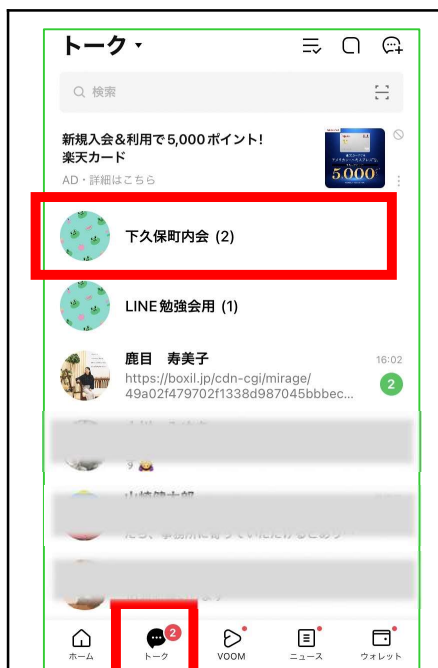 トーク
検索
新規入会&利用で5,000ポイント!
楽天カード
AD・詳細はこちら
5,000
下久保町内会 (2)
LINE勉強会用 (1)
鹿目 寿美子
16:02
https://boxil.jp/cdn-cgi/mirage/
49a02f479702f1338d987045bbbec...
2
2
ホーム
トーク
VOOM
ニュース
ウォレット